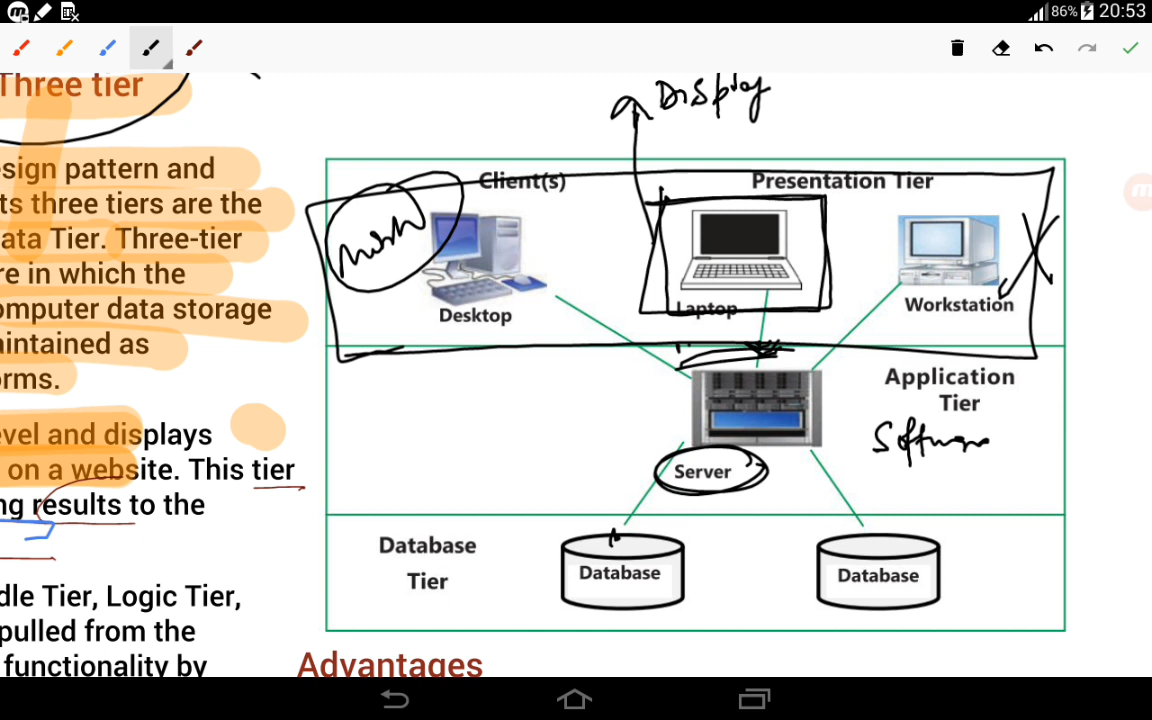 86% 20:53
Three tier
Display
esign pattern and
ts three tiers are the
ata Tier. Three-tier
re in which the
omputer data storage
aintained as
orms.
evel and displays
on a website. This tier
ng results to the
dle Tier, Logic Tier,
pulled from the
functionality by
Client(s)
Presentation Tier
Desktop
Laptop
Workstation
Application
Tier
Software
Server
Database
Tier
Database
Database
Advantages